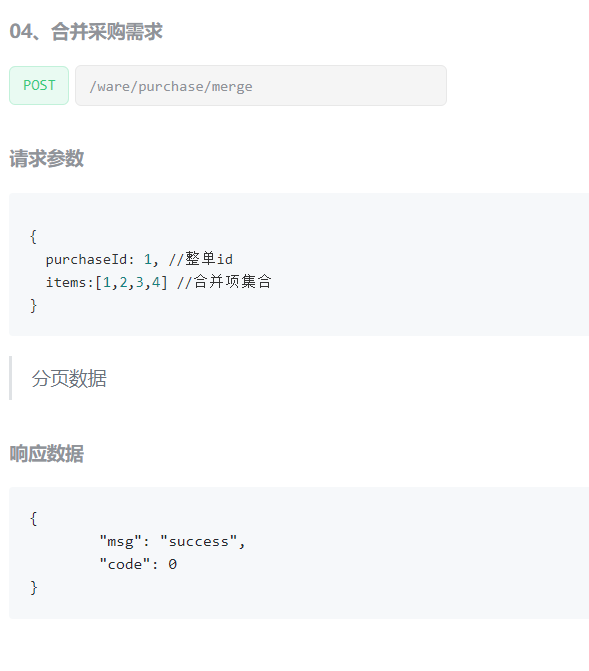 04、合并采购需求
POST /ware/purchase/merge
请求参数
{
  purchaseId: 1, //整单id
  items:[1,2,3,4] //合并项集合
}
分页数据
响应数据
{
	"msg": "success",
	"code": 0
}